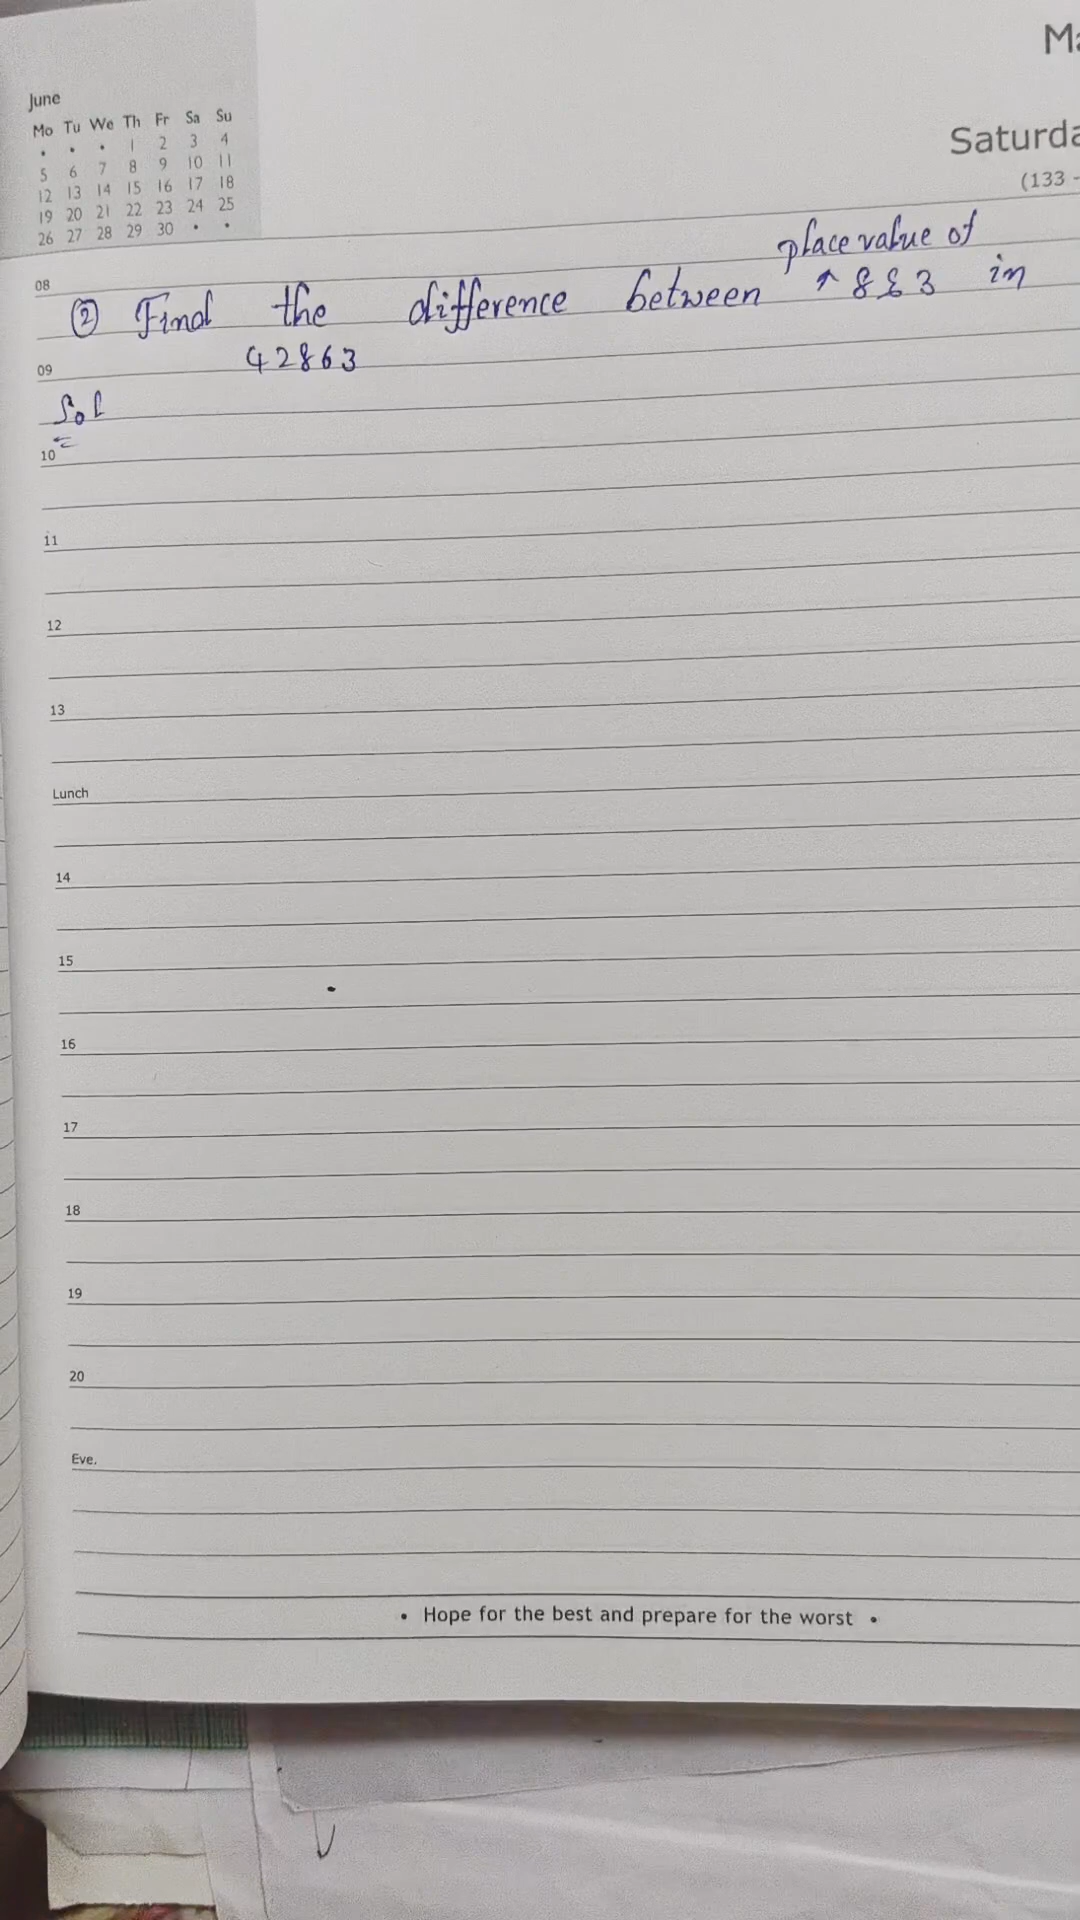 Ma
June
Mo Tu We Th Fr Sa Su
• • • 1 2 3 4
5 6 7 8 9 10 11
12 13 14 15 16 17 18
19 20 21 22 23 24 25
26 27 28 29 30 • •
Saturda
(133 -
place value of
08
② Find the difference between ↑ 8 & 3 in
42863
09
Sol
10
11
12
13
Lunch
14
15
16
17
18
19
20
Eve.
• Hope for the best and prepare for the worst •